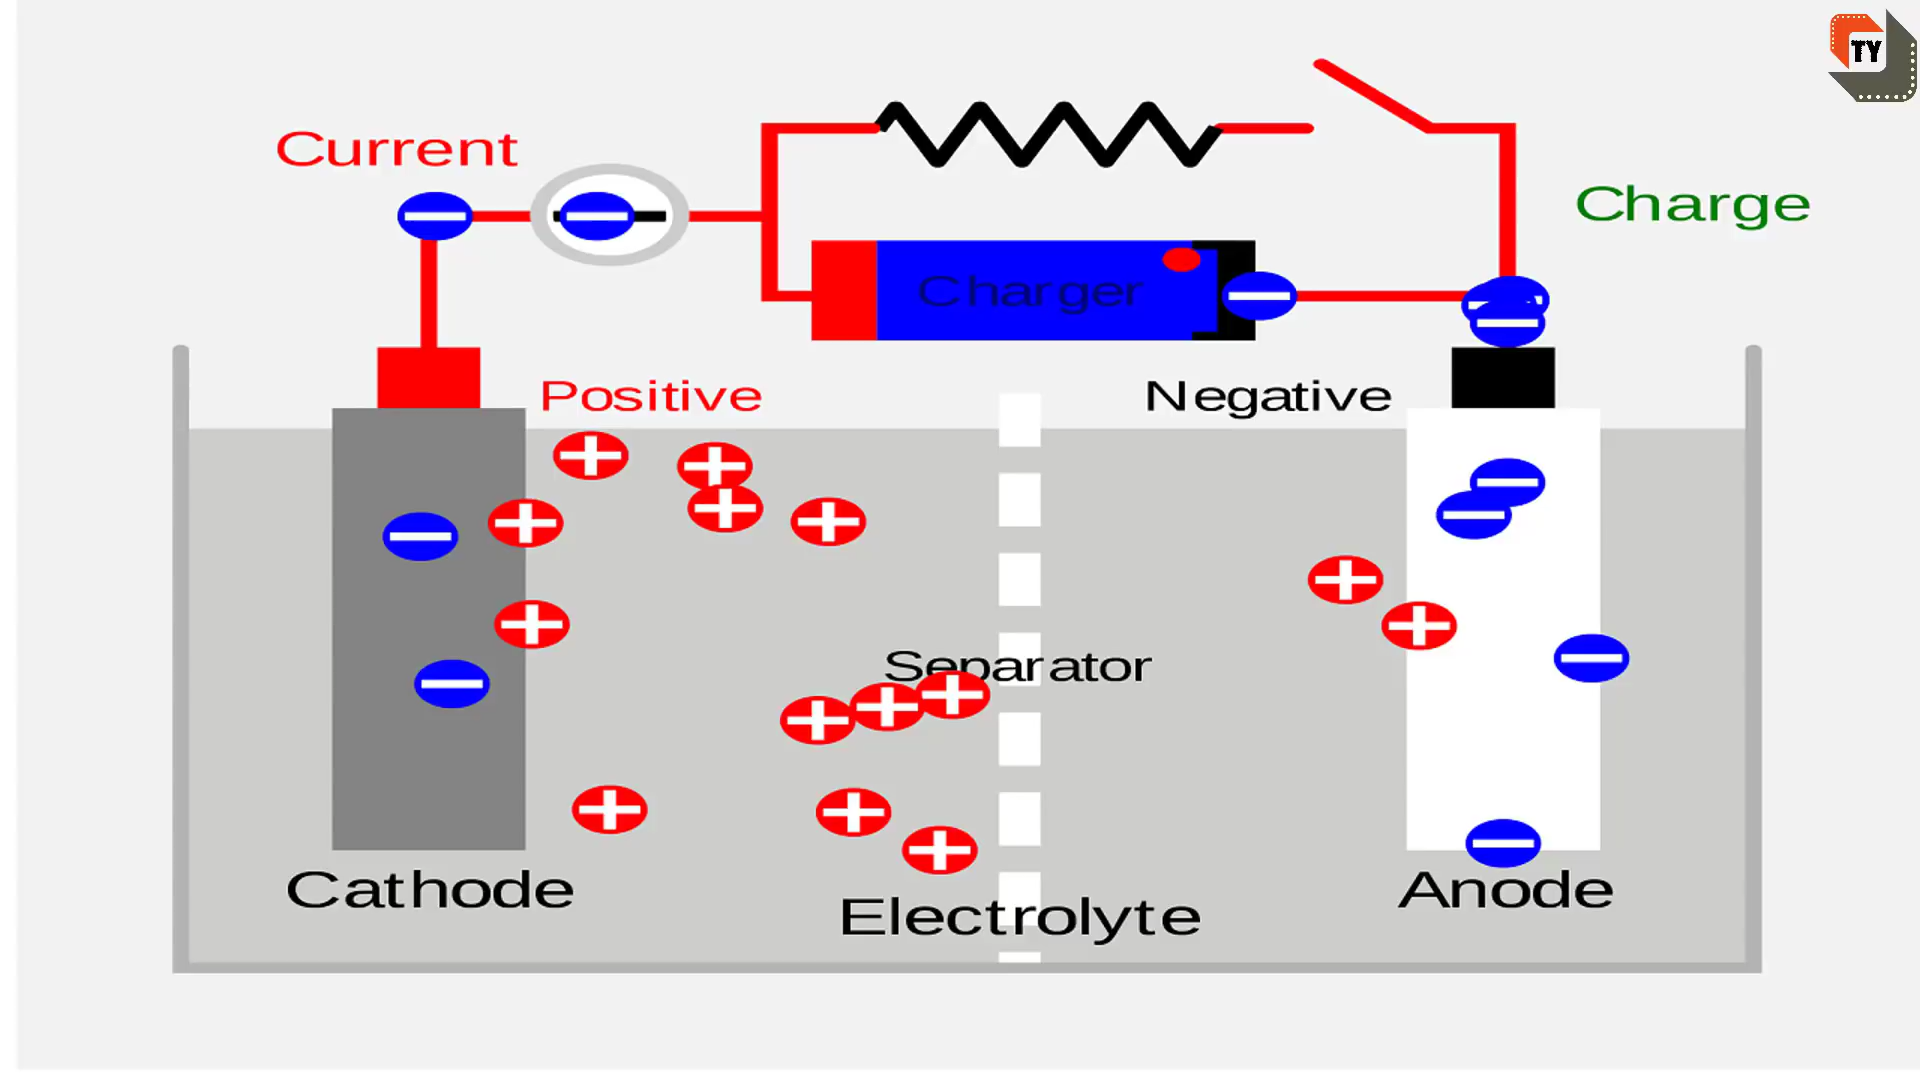 TY
Current
Charge
Charger
Positive
Negative
Separator
Cathode
Anode
Electrolyte